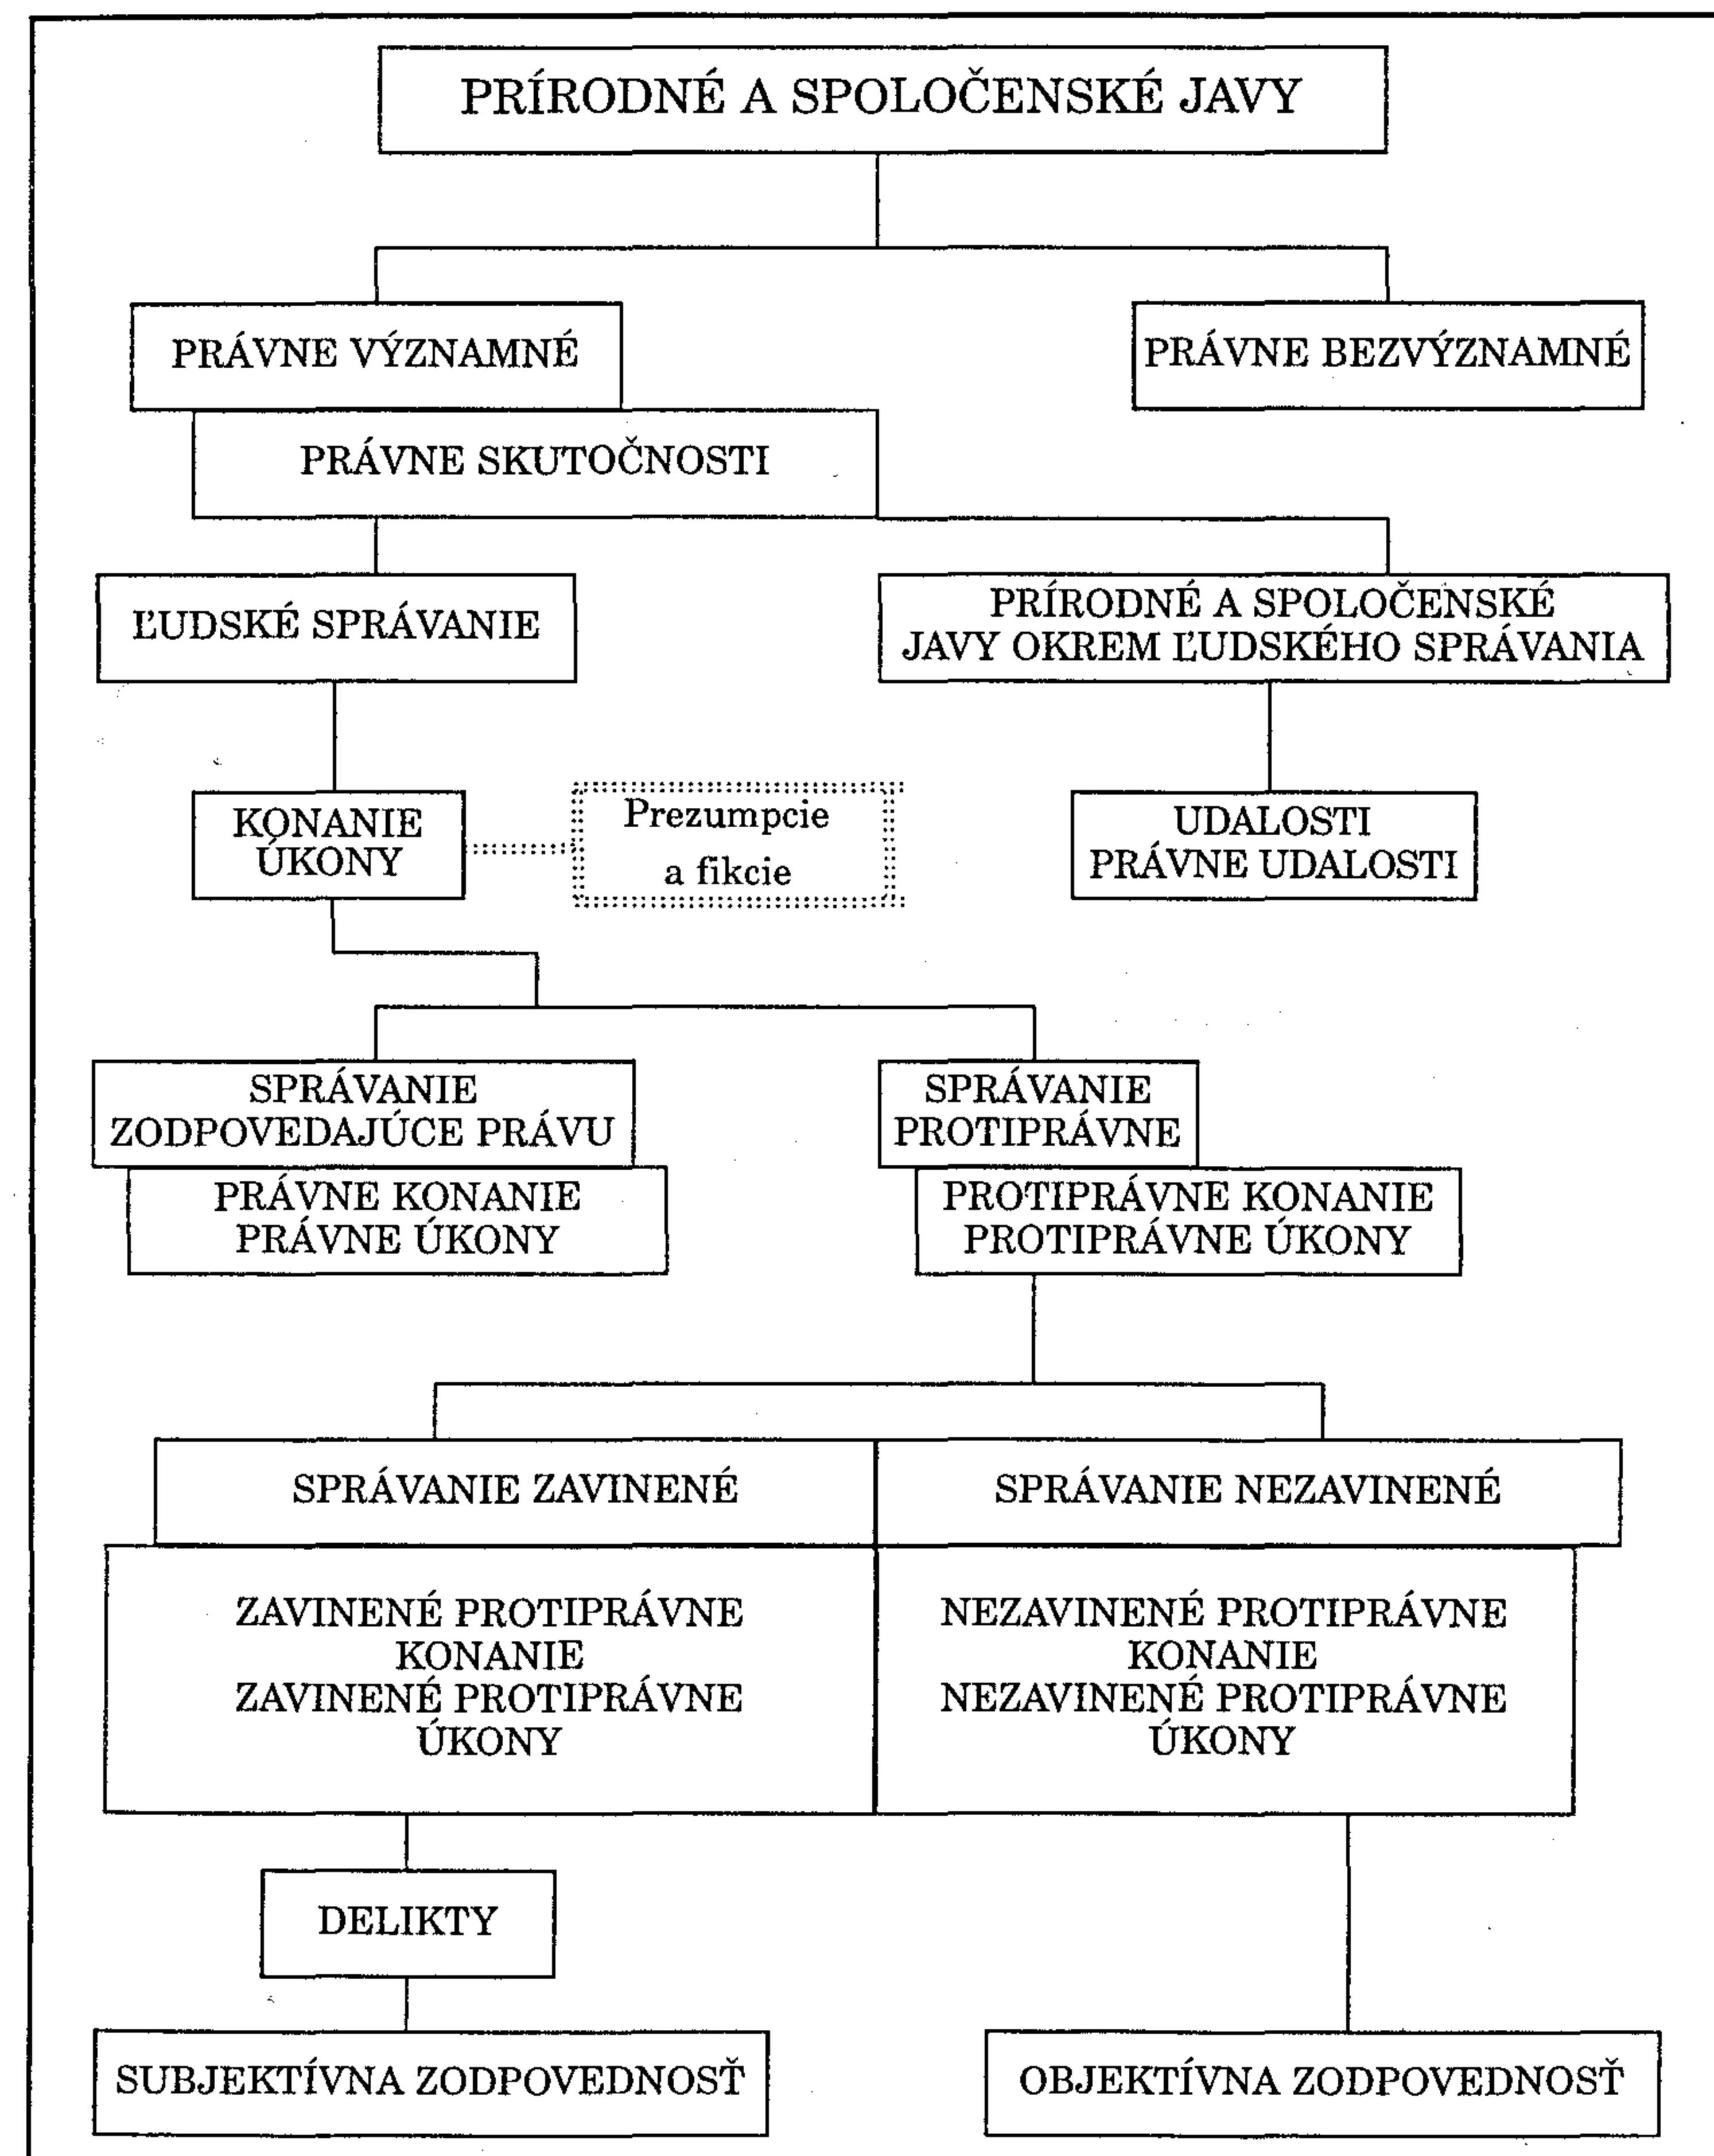 PRÍRODNÉ A SPOLOČENSKÉ JAVY
PRÁVNE VÝZNAMNÉ
PRÁVNE BEZVÝZNAMNÉ
PRÁVNE SKUTOČNOSTI
ĽUDSKÉ SPRÁVANIE
PRÍRODNÉ A SPOLOČENSKÉ
JAVY OKREM ĽUDSKÉHO SPRÁVANIA
KONANIE
ÚKONY
Prezumpcie
a fikcie
UDALOSTI
PRÁVNE UDALOSTI
SPRÁVANIE
ZODPOVEDAJÚCE PRÁVU
PRÁVNE KONANIE
PRÁVNE ÚKONY
SPRÁVANIE
PROTIPRÁVNE
PROTIPRÁVNE KONANIE
PROTIPRÁVNE ÚKONY
SPRÁVANIE ZAVINENÉ
SPRÁVANIE NEZAVINENÉ
ZAVINENÉ PROTIPRÁVNE
KONANIE
ZAVINENÉ PROTIPRÁVNE
ÚKONY
NEZAVINENÉ PROTIPRÁVNE
KONANIE
NEZAVINENÉ PROTIPRÁVNE
ÚKONY
DELIKTY
SUBJEKTÍVNA ZODPOVEDNOSŤ
OBJEKTÍVNA ZODPOVEDNOSŤ